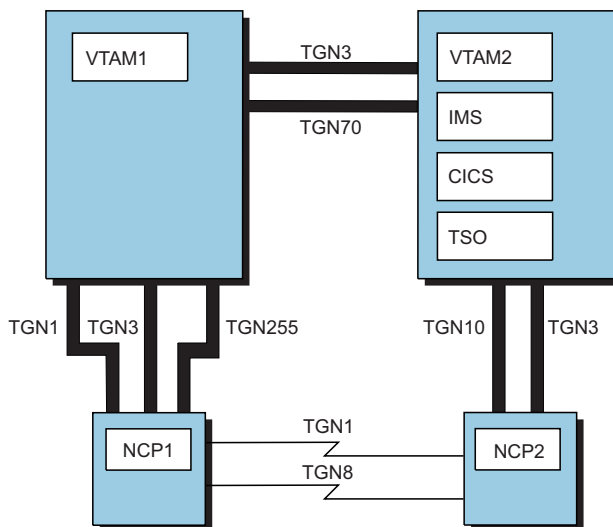 VTAM1
TGN3
VTAM2
TGN70
IMS
CICS
TSO
TGN1
TGN3
TGN255
TGN10
TGN3
NCP1
TGN1
NCP2
TGN8